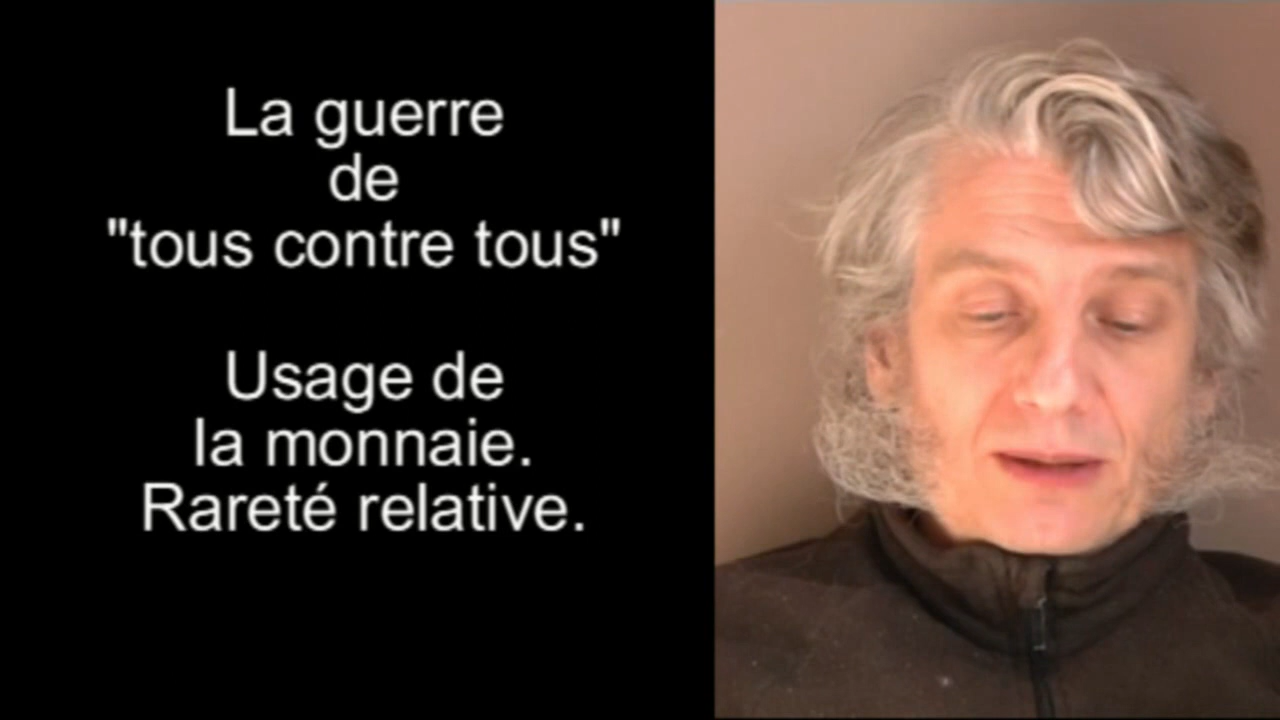 La guerre
de
"tous contre tous"
Usage de
la monnaie.
Rareté relative.